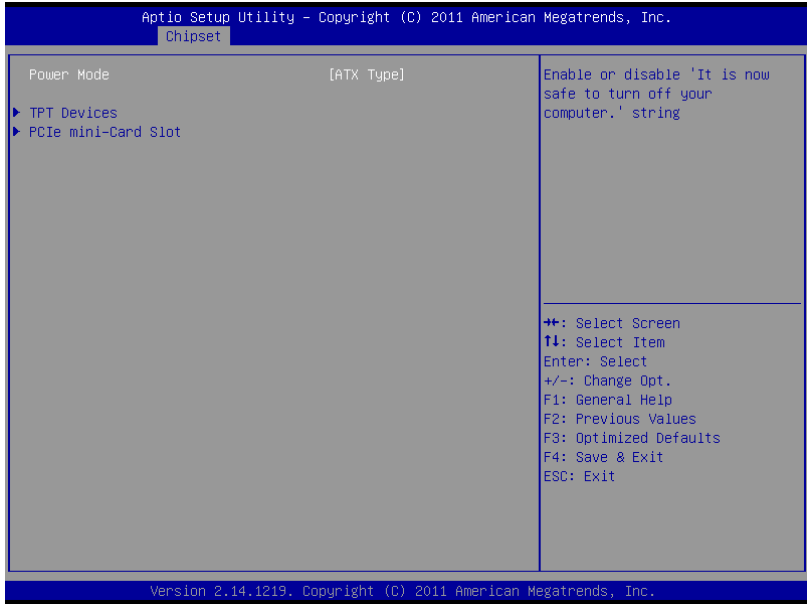 Aptio Setup Utility – Copyright (C) 2011 American Megatrends, Inc.
Chipset
Power Mode [ATX Type]
▶ TPT Devices
▶ PCIe mini-Card Slot
Enable or disable 'It is now
safe to turn off your
computer.' string
→←: Select Screen
↑↓: Select Item
Enter: Select
+/-: Change Opt.
F1: General Help
F2: Previous Values
F3: Optimized Defaults
F4: Save & Exit
ESC: Exit
Version 2.14.1219. Copyright (C) 2011 American Megatrends, Inc.